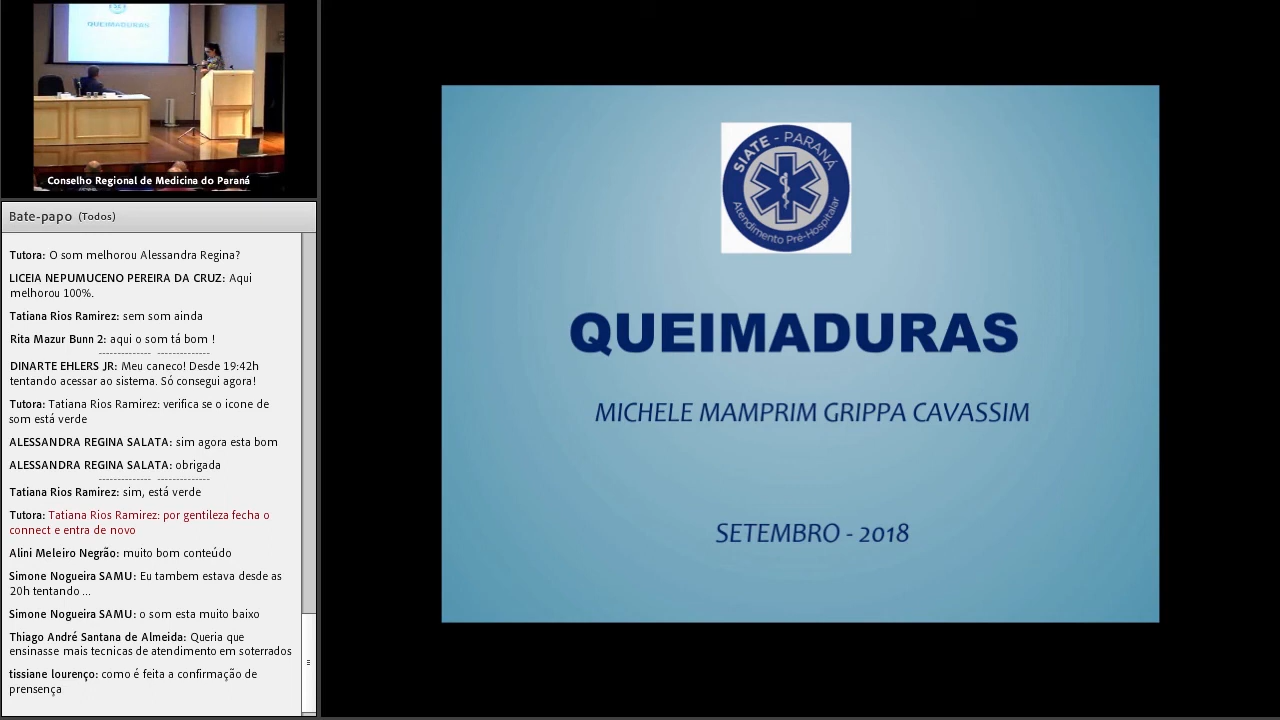 QUEIMADURAS
Conselho Regional de Medicina do Paraná
Bate-papo (Todos)
Tutora: O som melhorou Alessandra Regina?
LICEIA NEPUMUCENO PEREIRA DA CRUZ: Aqui
melhorou 100%.
Tatiana Rios Ramirez: sem som ainda
Rita Mazur Bunn 2: aqui o som tá bom !
-------------- --------------
DINARTE EHLERS JR: Meu caneco! Desde 19:42h
tentando acessar ao sistema. Só consegui agora!
Tutora: Tatiana Rios Ramirez: verifica se o icone de
som está verde
ALESSANDRA REGINA SALATA: sim agora esta bom
ALESSANDRA REGINA SALATA: obrigada
-------------- --------------
Tatiana Rios Ramirez: sim, está verde
Tutora: Tatiana Rios Ramirez: por gentileza fecha o
connect e entra de novo
Alini Meleiro Negrão: muito bom conteúdo
Simone Nogueira SAMU: Eu tambem estava desde as
20h tentando ...
Simone Nogueira SAMU: o som esta muito baixo
Thiago André Santana de Almeida: Queria que
ensinasse mais tecnicas de atendimento em soterrados
tissiane lourenço: como é feita a confirmação de
prensença
SIATE - PARANÁ
Atendimento Pré-Hospitalar
QUEIMADURAS
MICHELE MAMPRIM GRIPPA CAVASSIM
SETEMBRO - 2018